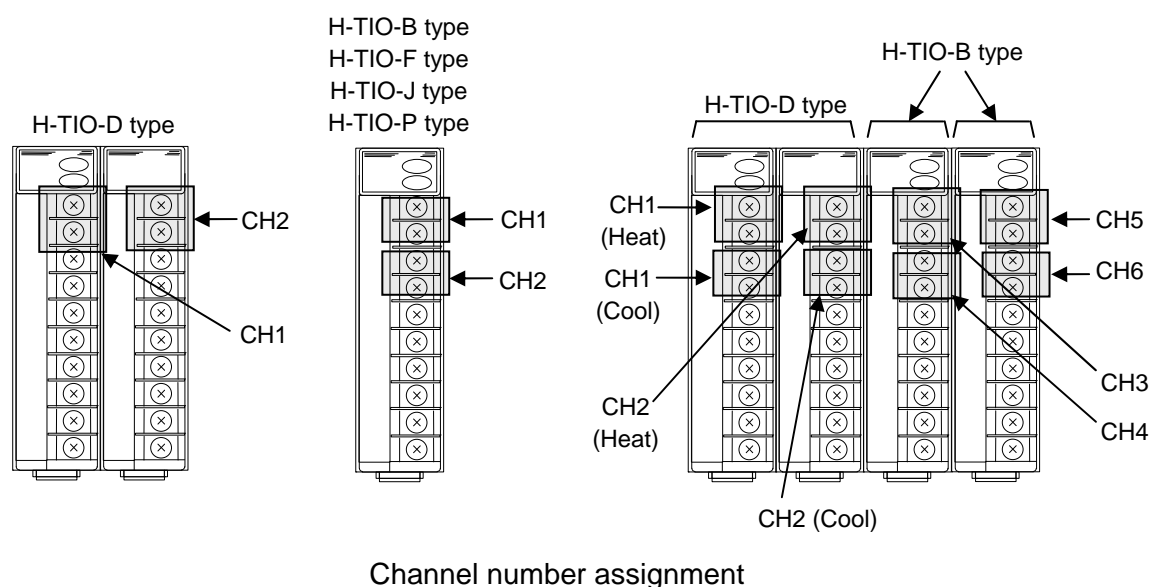 H-TIO-D type
CH2
CH1
H-TIO-B type
H-TIO-F type
H-TIO-J type
H-TIO-P type
CH1
CH2
H-TIO-B type
H-TIO-D type
CH1
(Heat)
CH1
(Cool)
CH2
(Heat)
CH2 (Cool)
CH5
CH6
CH3
CH4
Channel number assignment